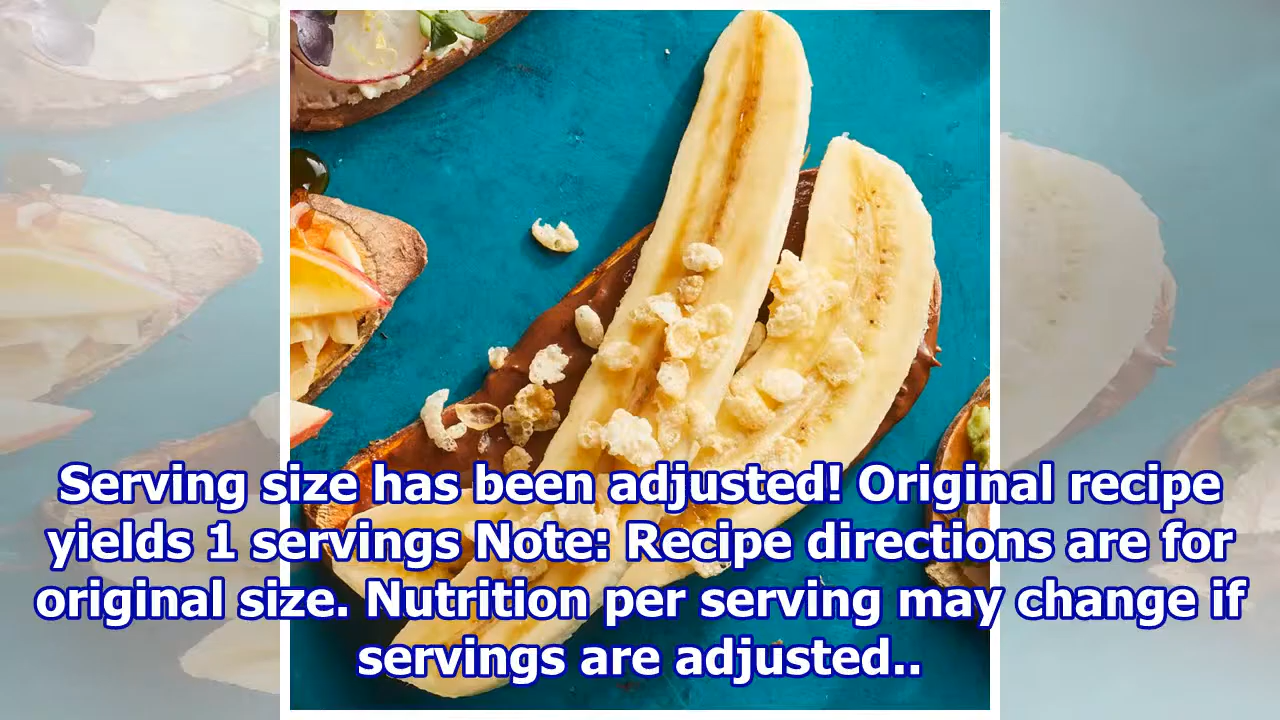 Serving size has been adjusted! Original recipe
yields 1 servings Note: Recipe directions are for
original size. Nutrition per serving may change if
servings are adjusted..